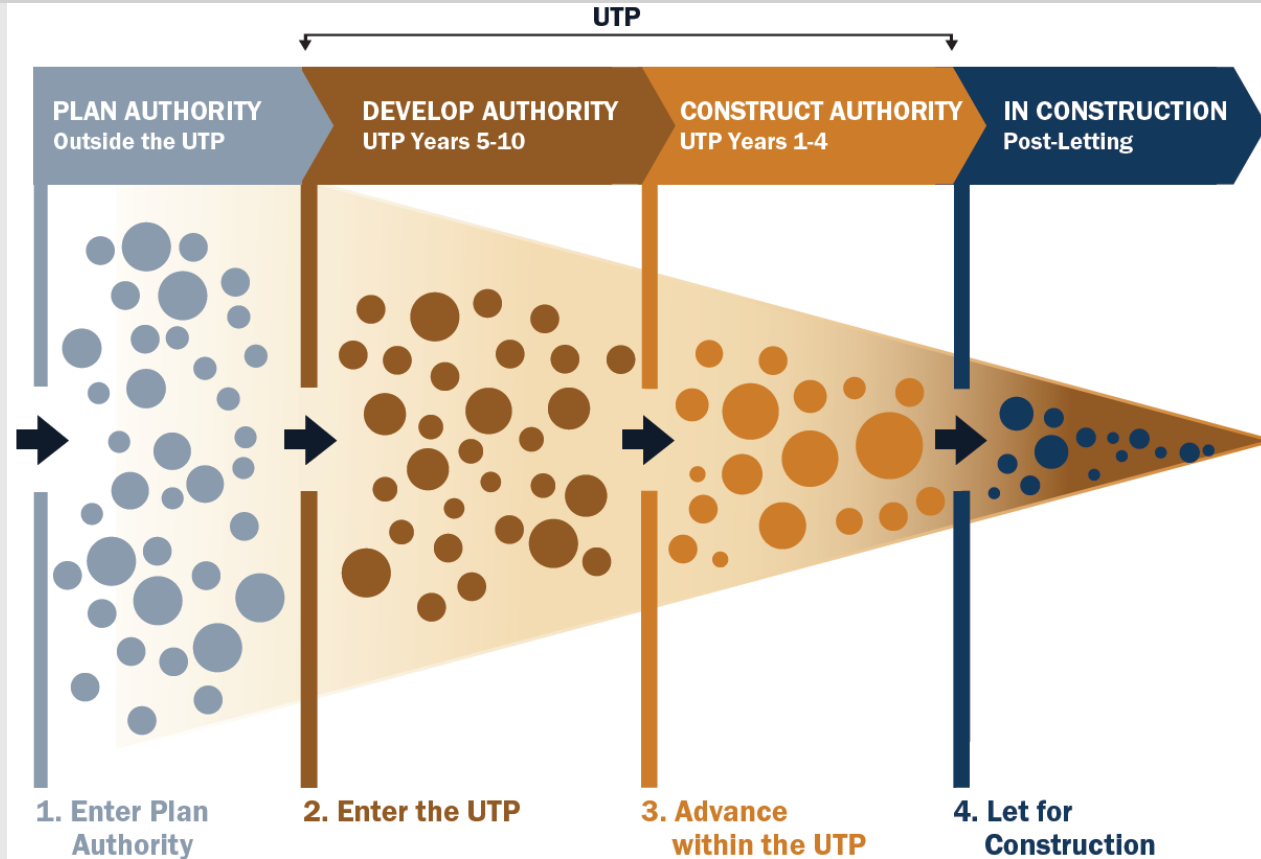 UTP
PLAN AUTHORITY
Outside the UTP
DEVELOP AUTHORITY
UTP Years 5-10
CONSTRUCT AUTHORITY
UTP Years 1-4
IN CONSTRUCTION
Post-Letting
1. Enter Plan
Authority
2. Enter the UTP
3. Advance
within the UTP
4. Let for
Construction